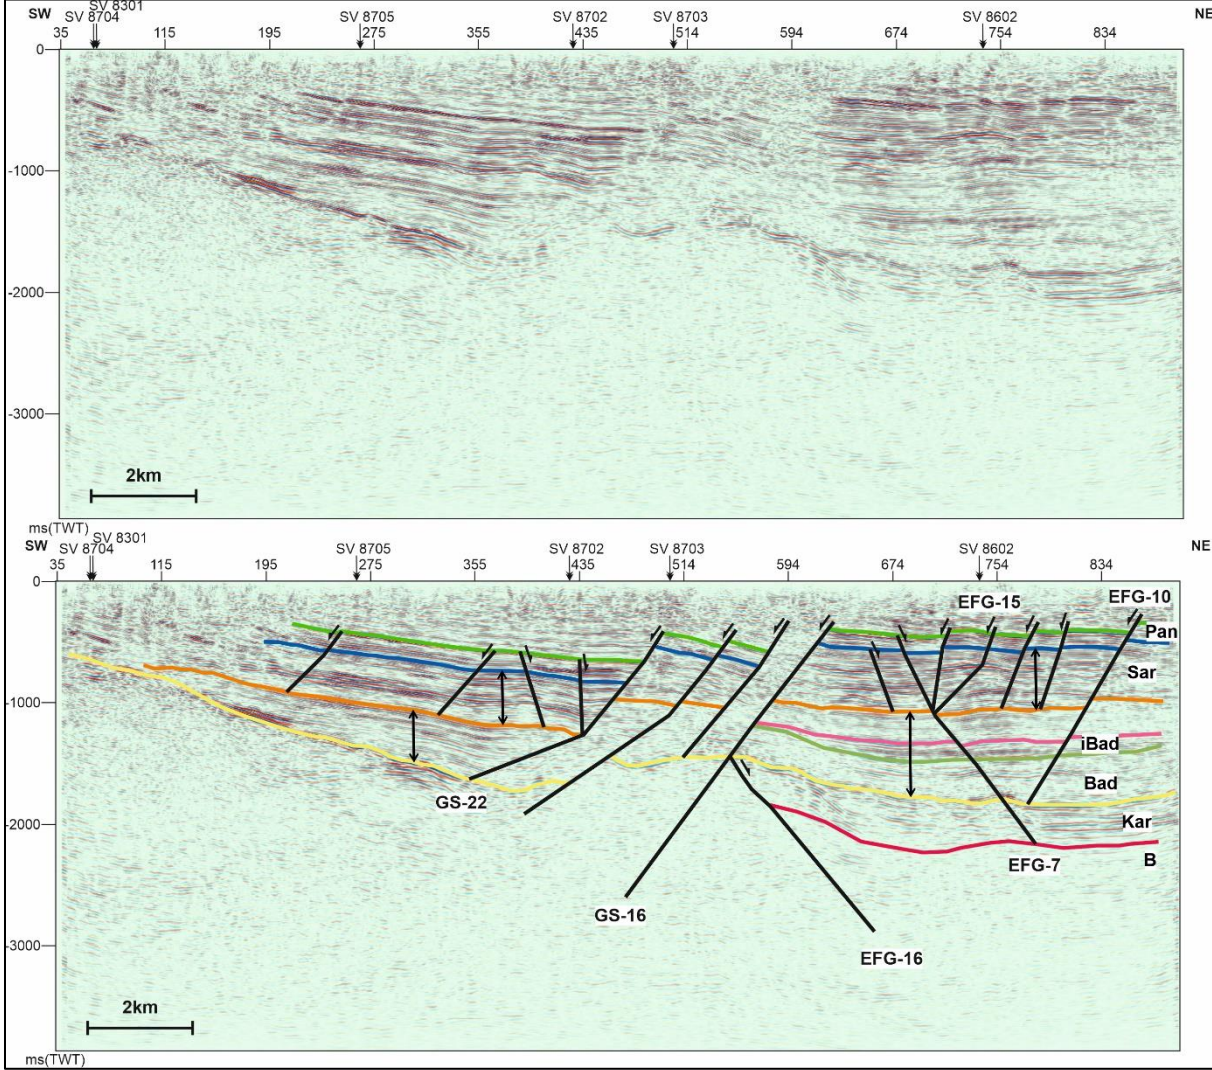 SV 8301
SW SV 8704 SV 8705 SV 8702 SV 8703 SV 8602 NE
35 115 195 275 355 435 514 594 674 754 834
0
-1000
-2000
-3000
2km
ms(TWT)
SV 8301
SW SV 8704 SV 8705 SV 8702 SV 8703 SV 8602 NE
35 115 195 275 355 435 514 594 674 754 834
0
EFG-15 EFG-10
Pan
Sar
-1000
iBad
Bad
GS-22
-2000
Kar
B
EFG-7
GS-16
-3000
EFG-16
2km
ms(TWT)